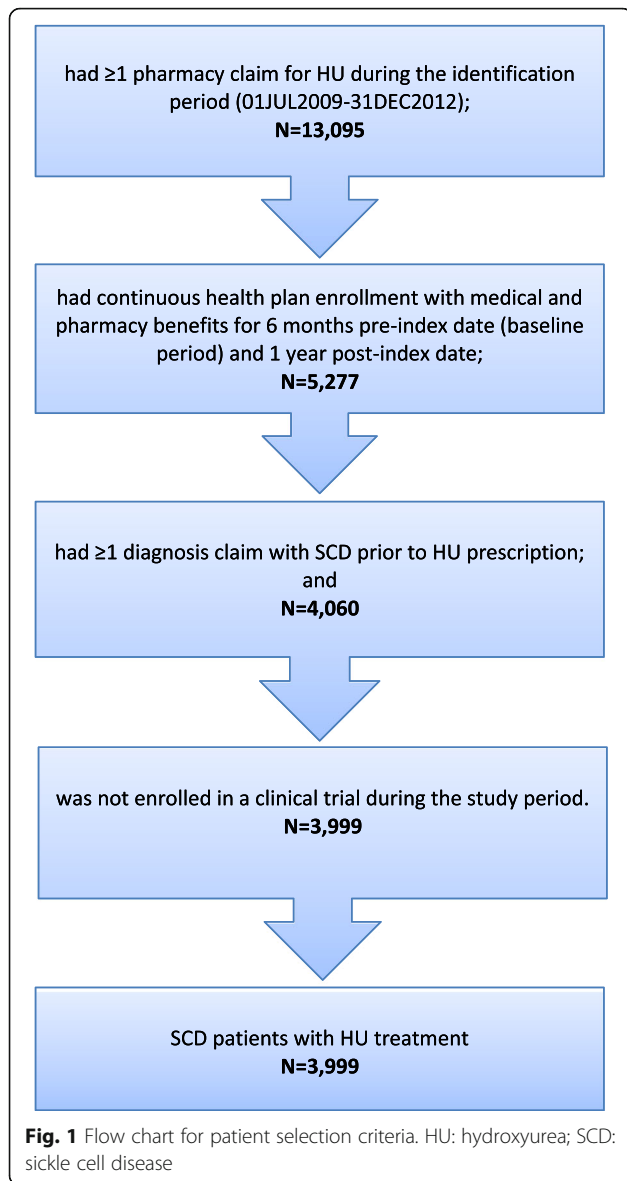 had ≥1 pharmacy claim for HU during the identification
period (01JUL2009-31DEC2012);
N=13,095
had continuous health plan enrollment with medical and
pharmacy benefits for 6 months pre-index date (baseline
period) and 1 year post-index date;
N=5,277
had ≥1 diagnosis claim with SCD prior to HU prescription;
and
N=4,060
was not enrolled in a clinical trial during the study period.
N=3,999
SCD patients with HU treatment
N=3,999
Fig. 1 Flow chart for patient selection criteria. HU: hydroxyurea; SCD:
sickle cell disease